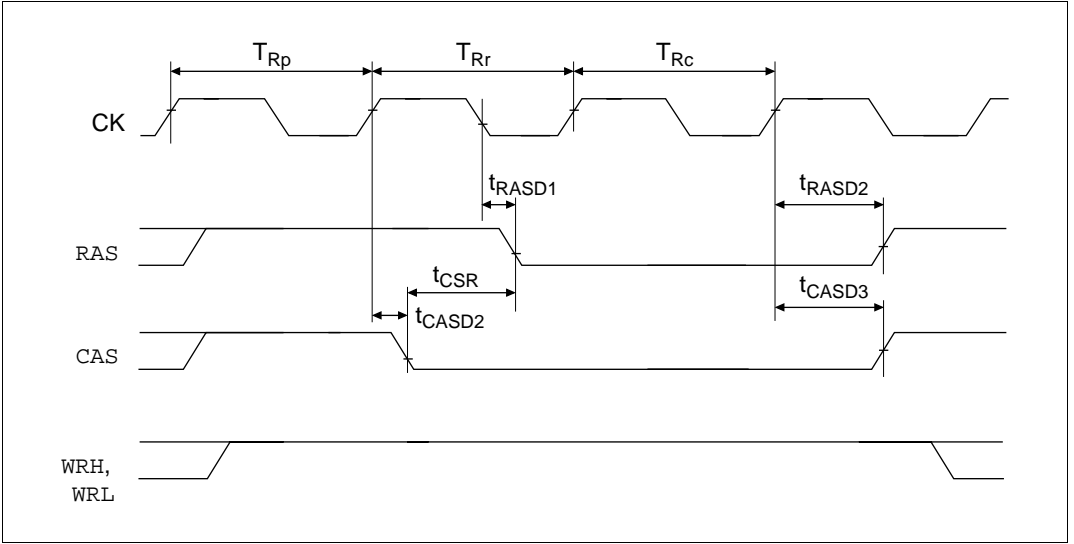 TRp TRr TRc
CK
tRASD1 tRASD2
RAS
tCSR tCASD3
tCASD2
CAS
WRH,
WRL